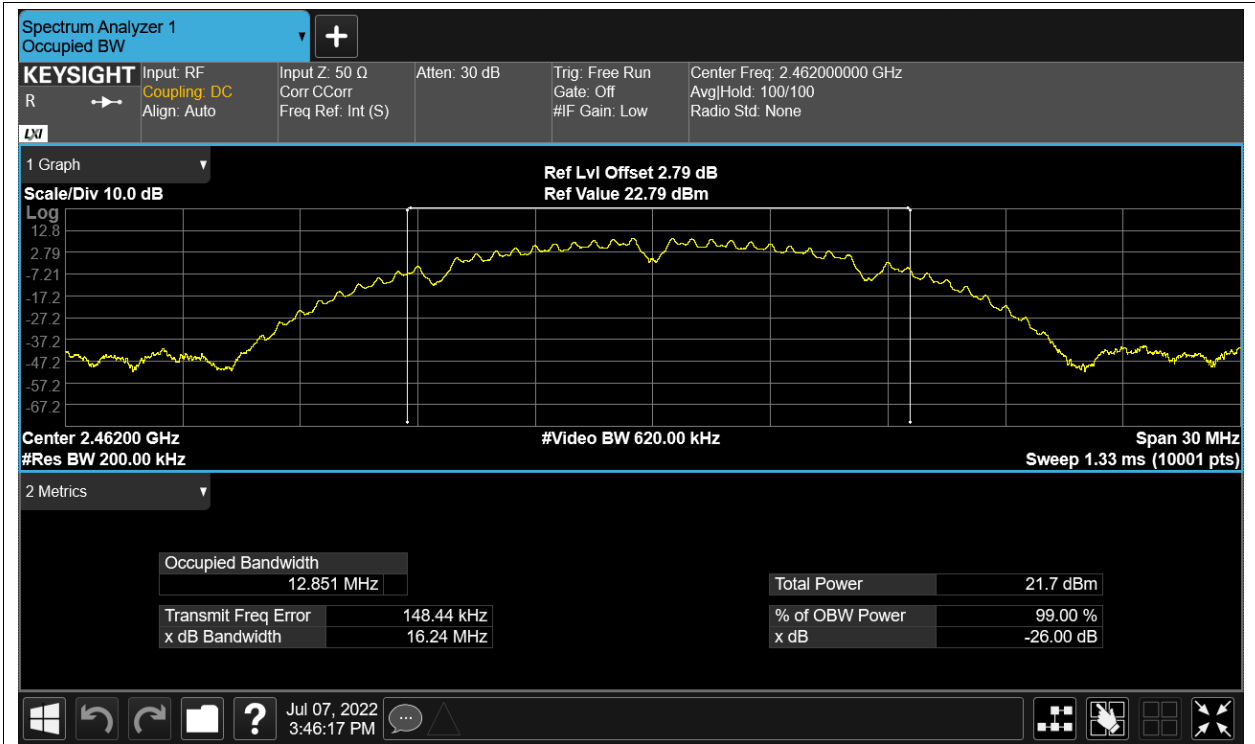 Spectrum Analyzer 1
Occupied BW
KEYSIGHT
R
LXI
Input: RF
Coupling: DC
Align: Auto
Input Z: 50 Ω
Corr CCorr
Freq Ref: Int (S)
Atten: 30 dB
Trig: Free Run
Gate: Off
#IF Gain: Low
Center Freq: 2.462000000 GHz
Avg|Hold: 100/100
Radio Std: None
1 Graph
Scale/Div 10.0 dB
Ref Lvl Offset 2.79 dB
Ref Value 22.79 dBm
Log
12.8
2.79
-7.21
-17.2
-27.2
-37.2
-47.2
-57.2
-67.2
Center 2.46200 GHz
#Video BW 620.00 kHz
Span 30 MHz
#Res BW 200.00 kHz
Sweep 1.33 ms (10001 pts)
2 Metrics
Occupied Bandwidth
12.851 MHz
Total Power 21.7 dBm
Transmit Freq Error 148.44 kHz
% of OBW Power 99.00 %
x dB Bandwidth 16.24 MHz
x dB -26.00 dB
?
Jul 07, 2022
3:46:17 PM